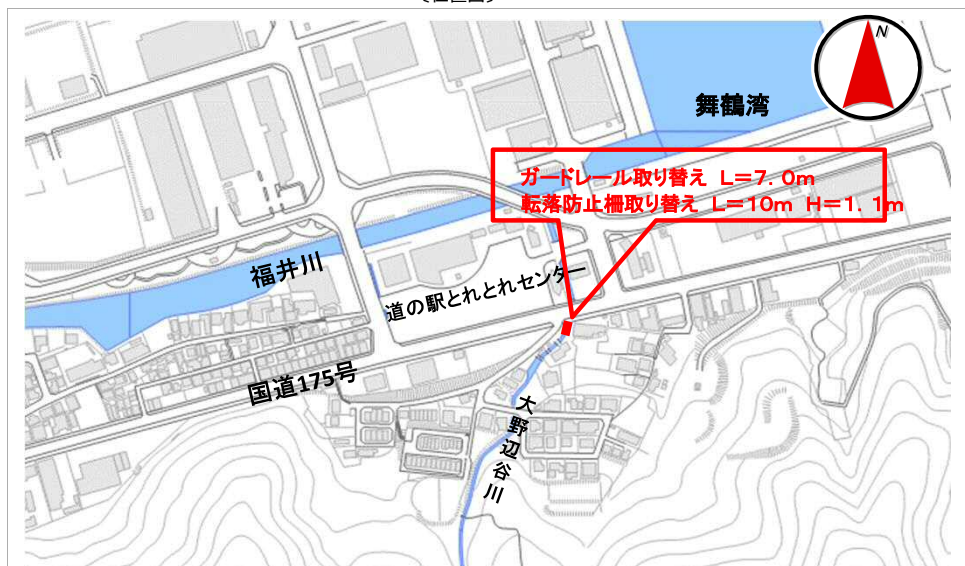 N
舞鶴湾
ガードレール取り替え L=7.0m
転落防止柵取り替え L=10m H=1.1m
福井川
道の駅とれとれセンター
国道175号
大野辺谷川